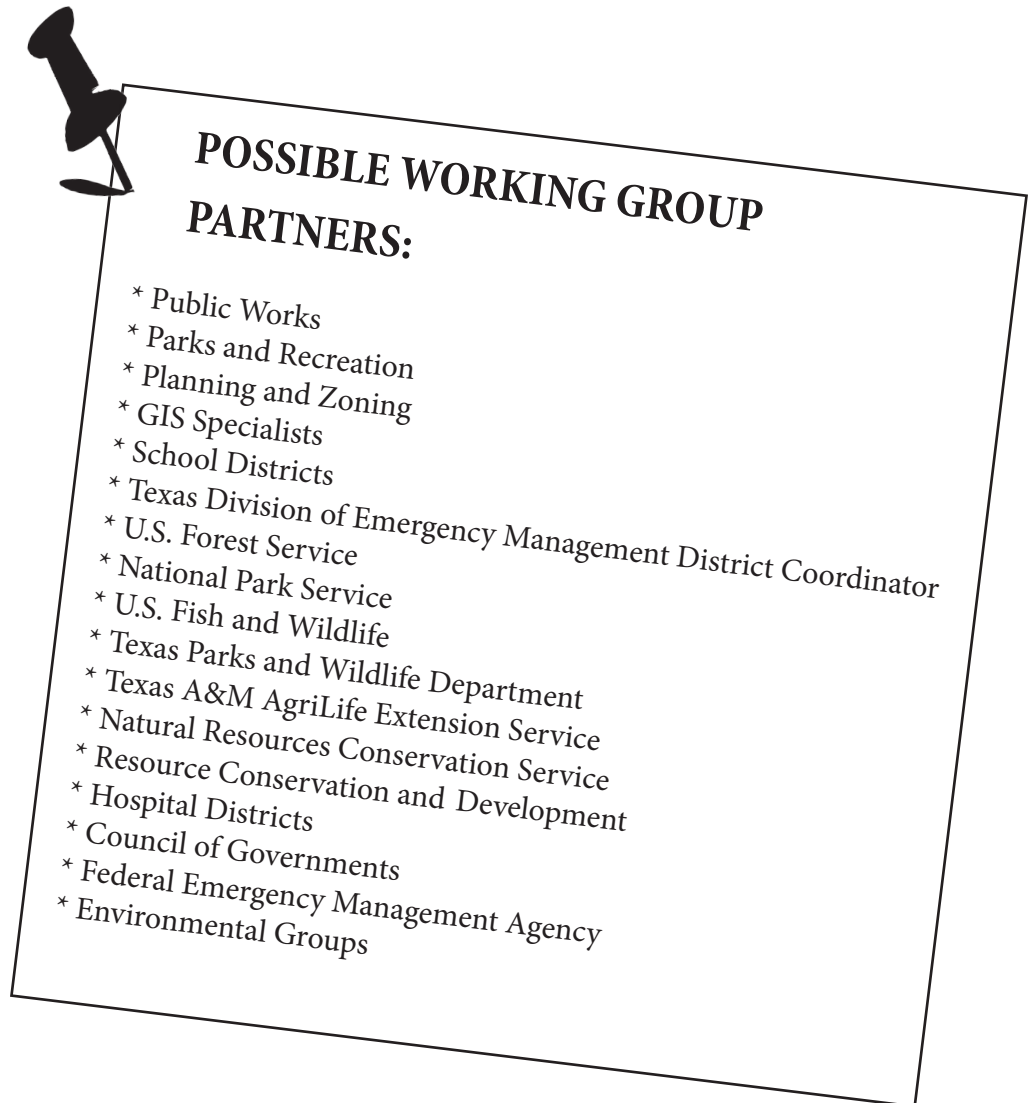 POSSIBLE WORKING GROUP
PARTNERS:
* Public Works
* Parks and Recreation
* Planning and Zoning
* GIS Specialists
* School Districts
* Texas Division of Emergency Management District Coordinator
* U.S. Forest Service
* National Park Service
* U.S. Fish and Wildlife
* Texas Parks and Wildlife Department
* Texas A&M AgriLife Extension Service
* Natural Resources Conservation Service
* Resource Conservation and Development
* Hospital Districts
* Council of Governments
* Federal Emergency Management Agency
* Environmental Groups